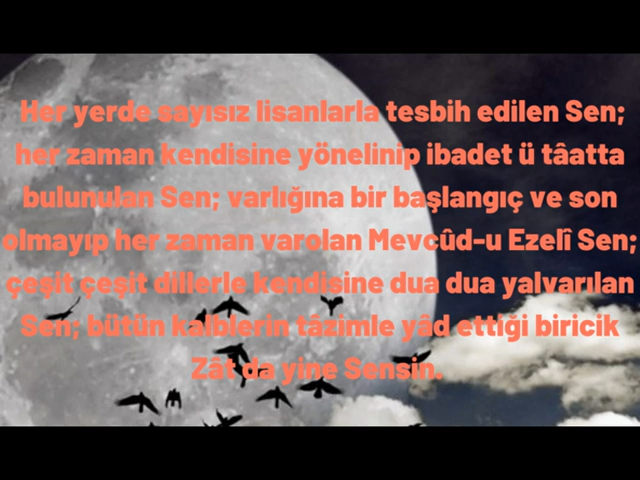 Her yerde sayısız lisanlarla tesbih edilen Sen;
her zaman kendisine yönelinip ibadet ü tâatta
bulunulan Sen; varlığına bir başlangıç ve son
olmayıp her zaman varolan Mevcûd-u Ezelî Sen;
çeşit çeşit dillerle kendisine dua dua yalvarılan
Sen; bütün kalblerin tâzimle yâd ettiği biricik
Zât da yine Sensin.